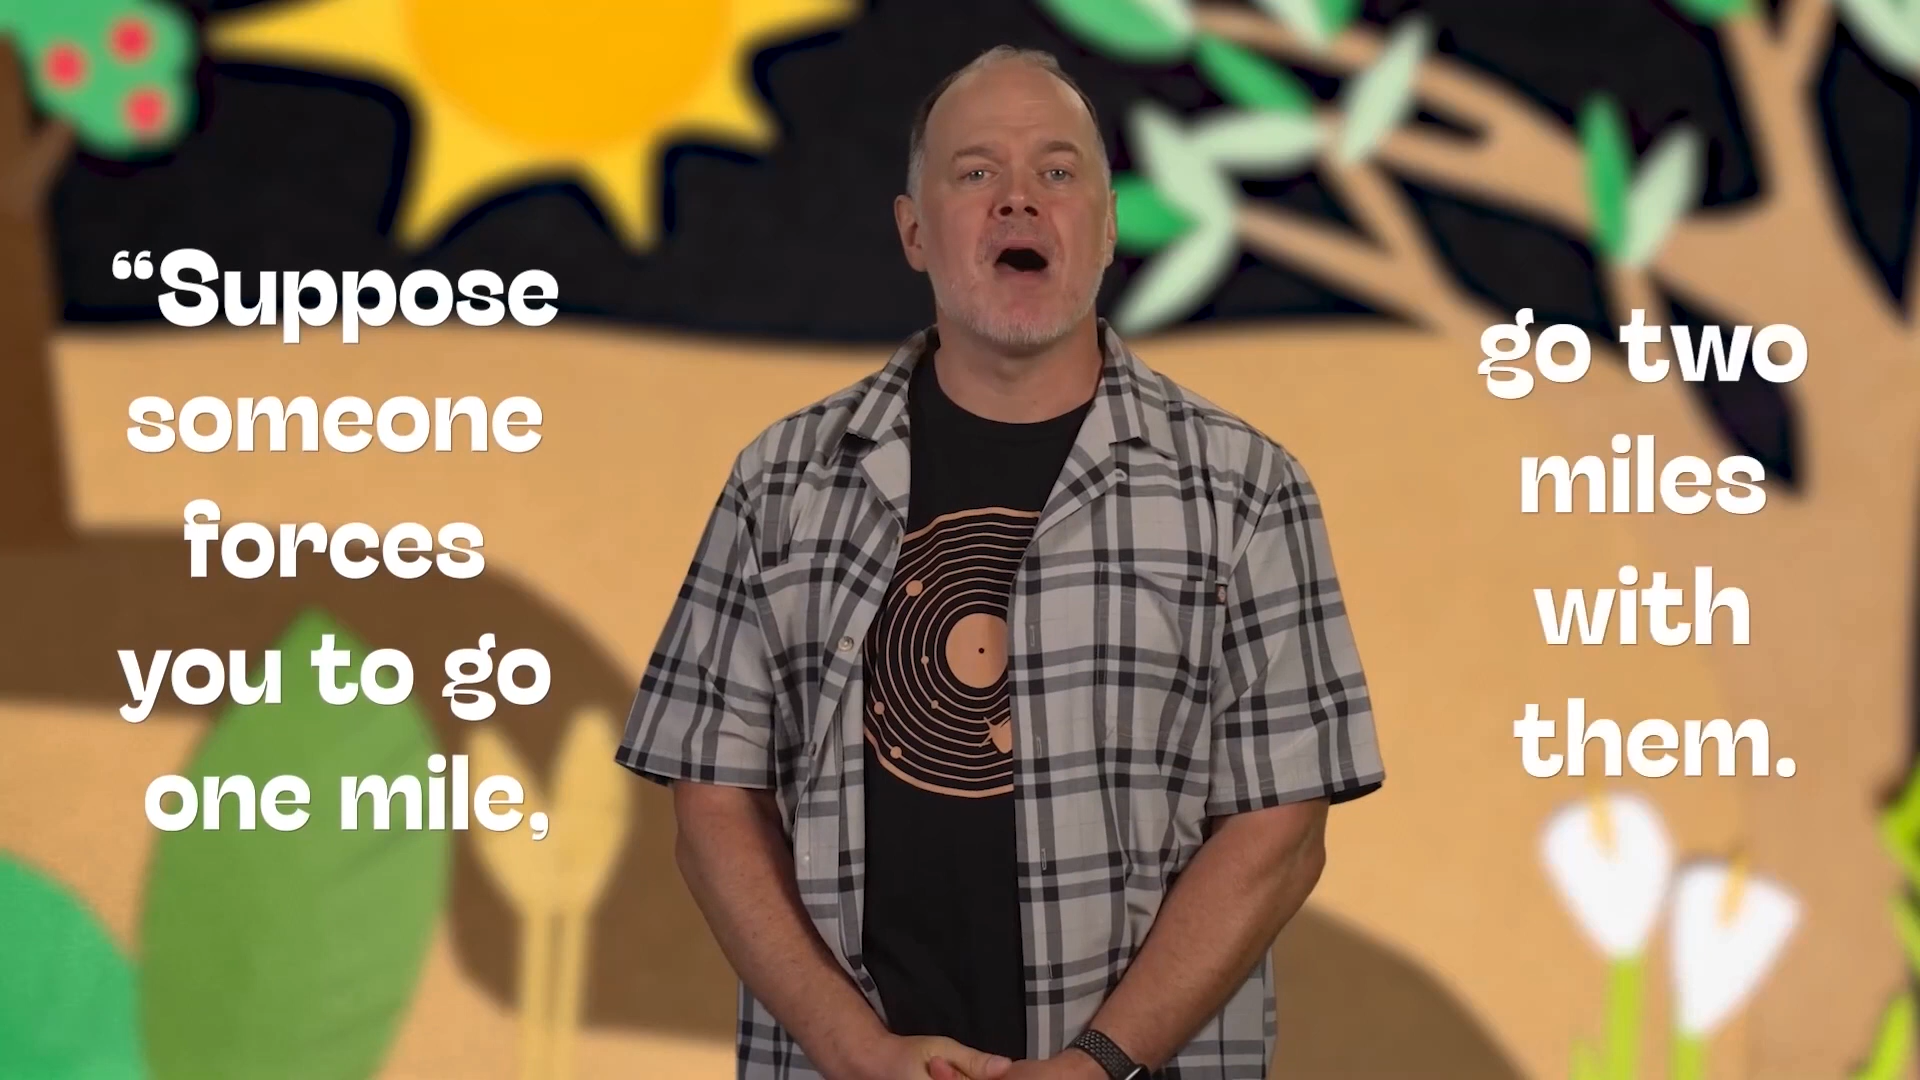 “Suppose
someone
forces
you to go
one mile,
go two
miles
with
them.